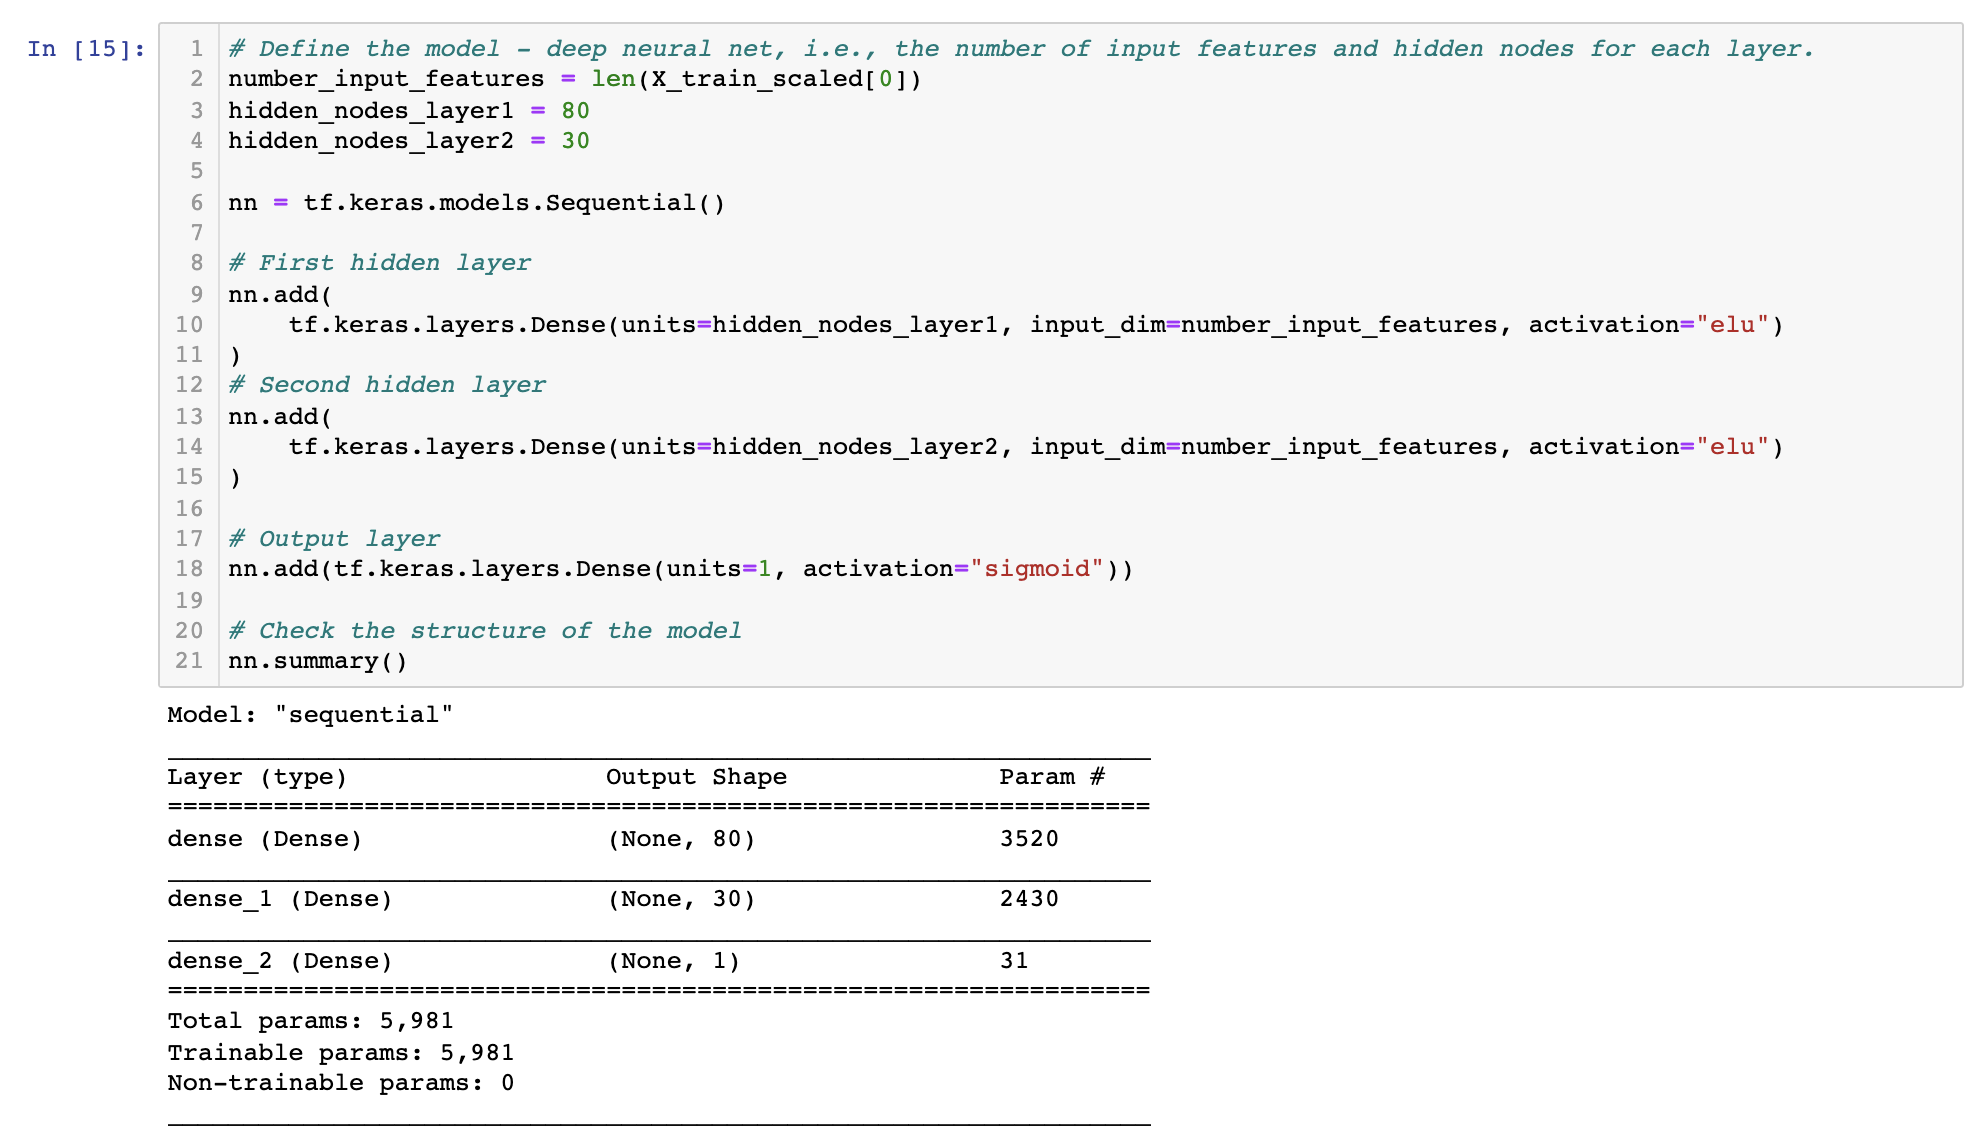 In [15]:
1 # Define the model - deep neural net, i.e., the number of input features and hidden nodes for each layer.
2 number_input_features = len(X_train_scaled[0])
3 hidden_nodes_layer1 = 80
4 hidden_nodes_layer2 = 30
5
6 nn = tf.keras.models.Sequential()
7
8 # First hidden layer
9 nn.add(
10     tf.keras.layers.Dense(units=hidden_nodes_layer1, input_dim=number_input_features, activation="elu")
11 )
12 # Second hidden layer
13 nn.add(
14     tf.keras.layers.Dense(units=hidden_nodes_layer2, input_dim=number_input_features, activation="elu")
15 )
16
17 # Output layer
18 nn.add(tf.keras.layers.Dense(units=1, activation="sigmoid"))
19
20 # Check the structure of the model
21 nn.summary()
Model: "sequential"
_________________________________________________________________
Layer (type)                 Output Shape              Param #
=================================================================
dense (Dense)                (None, 80)                3520
_________________________________________________________________
dense_1 (Dense)              (None, 30)                2430
_________________________________________________________________
dense_2 (Dense)              (None, 1)                 31
=================================================================
Total params: 5,981
Trainable params: 5,981
Non-trainable params: 0
_________________________________________________________________